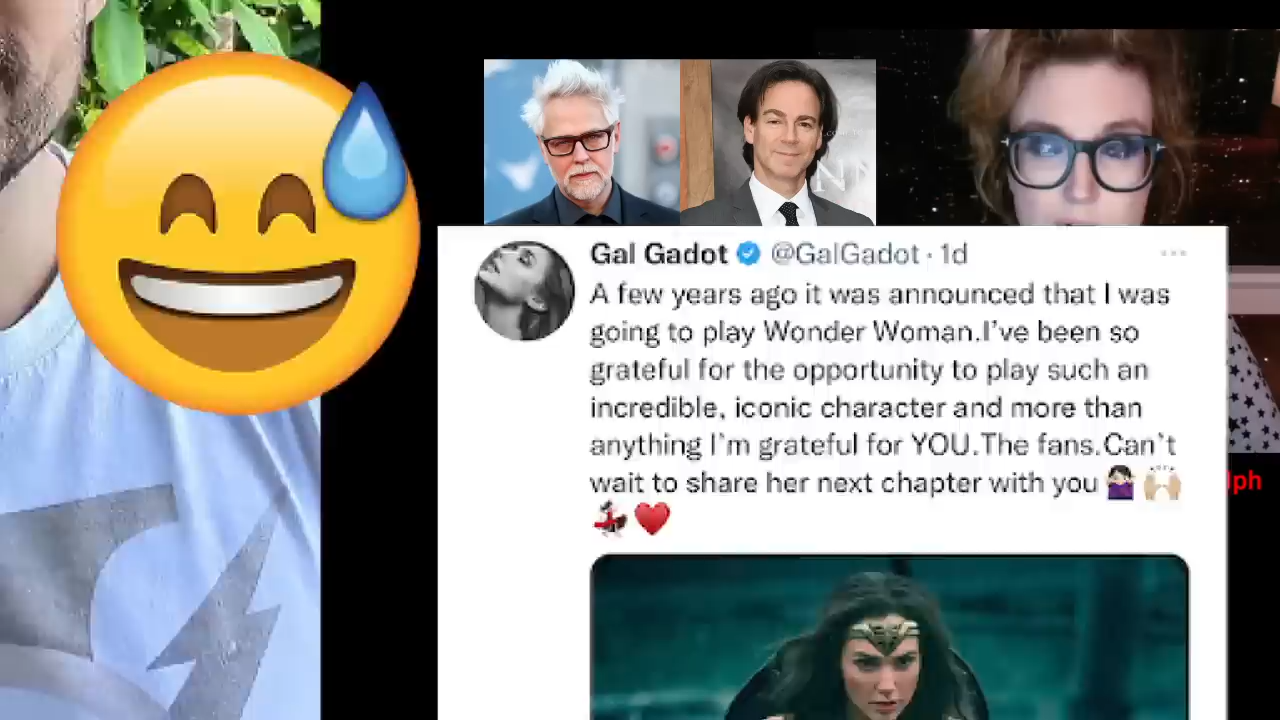 Gal Gadot @GalGadot · 1d
A few years ago it was announced that I was
going to play Wonder Woman.I've been so
grateful for the opportunity to play such an
incredible, iconic character and more than
anything I'm grateful for YOU.The fans.Can't
wait to share her next chapter with you 🤷🏻‍♀️🙌🏼
💃🏻❤️
lph